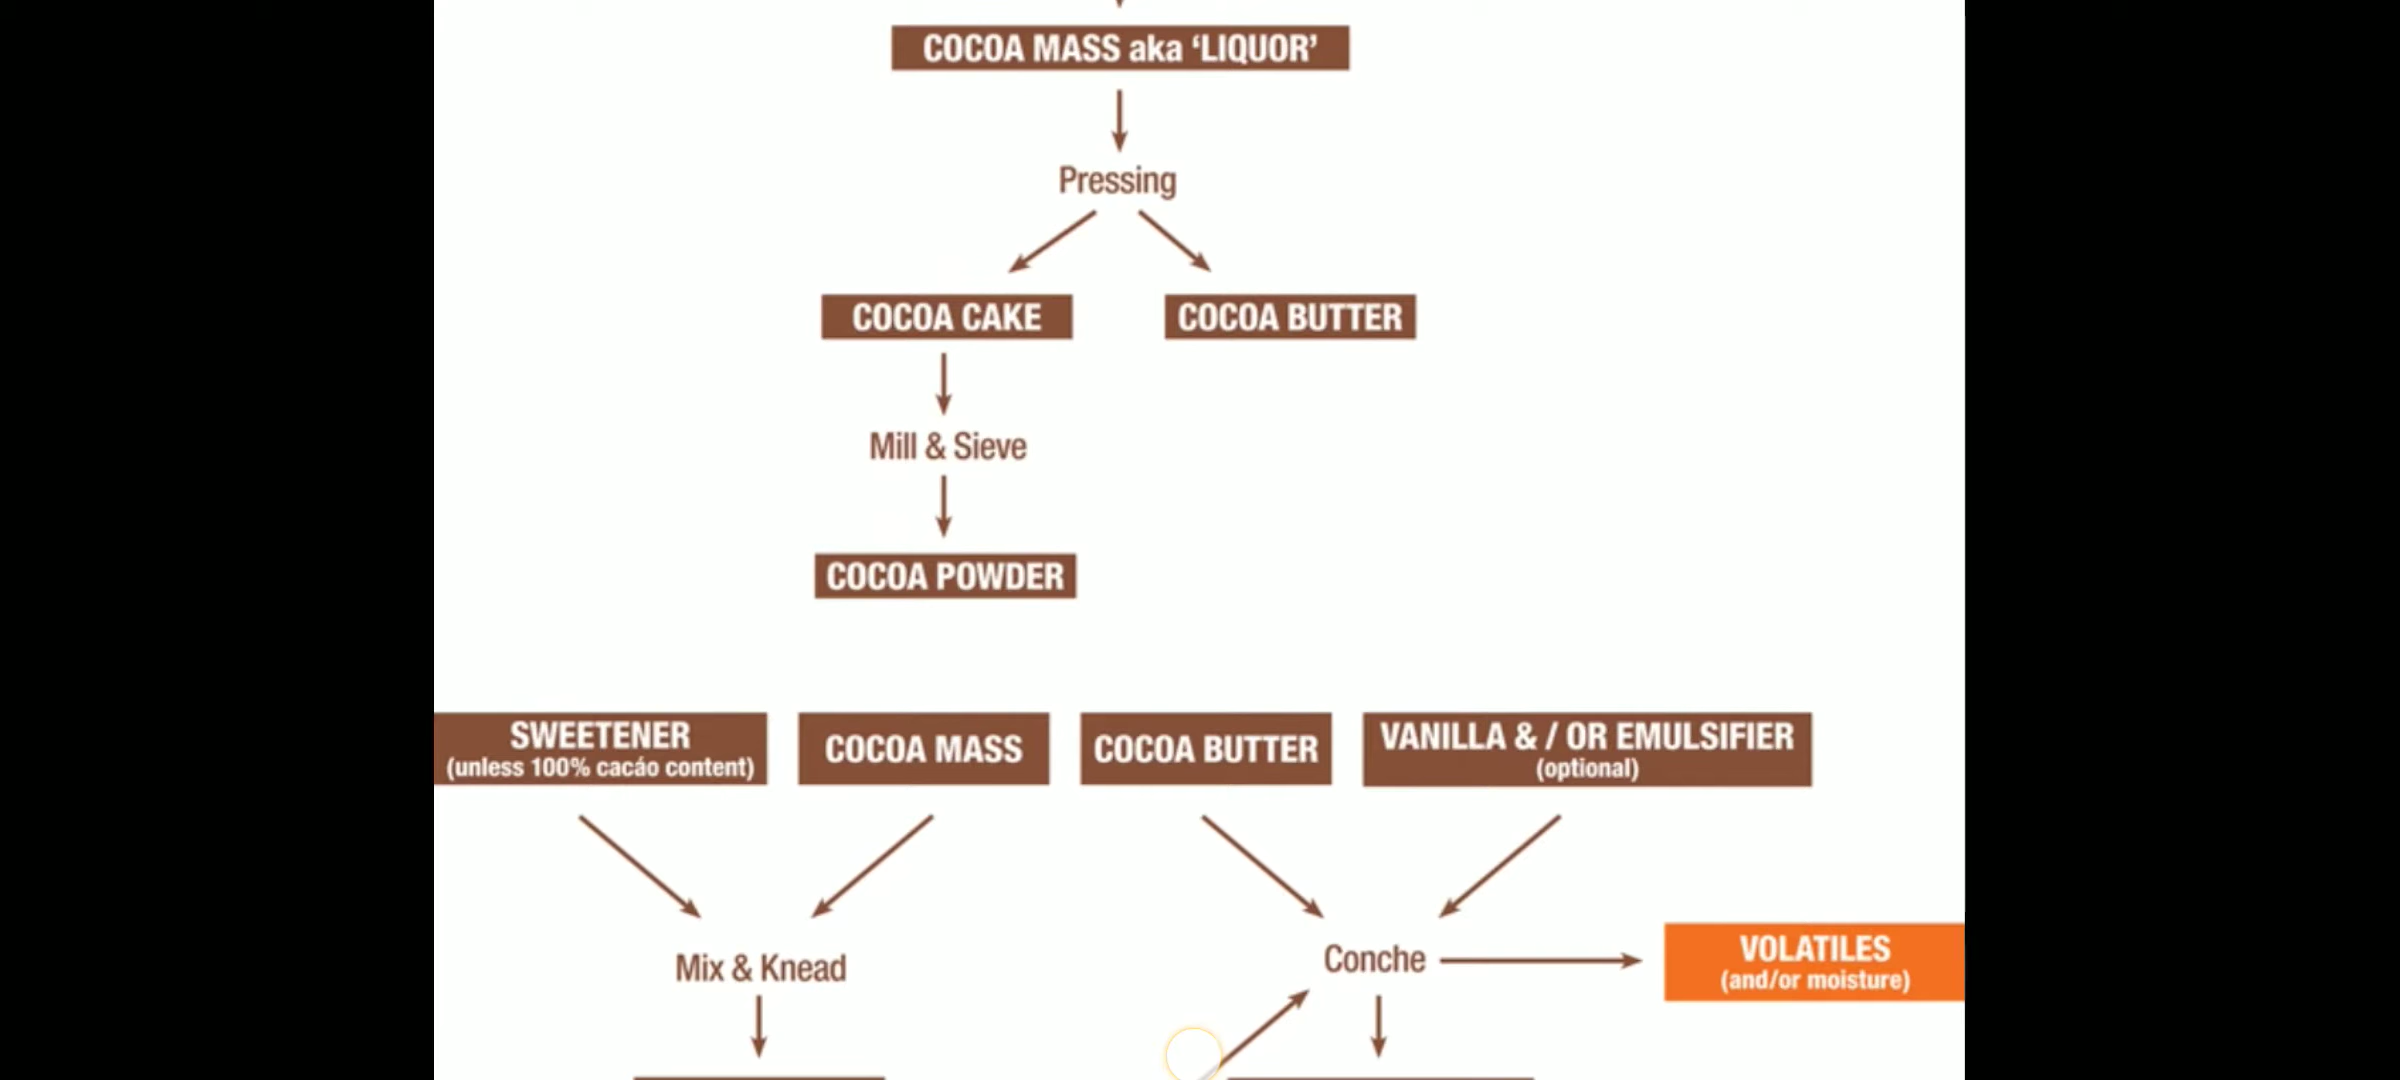 COCOA MASS aka ‘LIQUOR’
Pressing
COCOA CAKE
COCOA BUTTER
Mill & Sieve
COCOA POWDER
SWEETENER
(unless 100% cacáo content)
COCOA MASS
COCOA BUTTER
VANILLA & / OR EMULSIFIER
(optional)
Mix & Knead
Conche
VOLATILES
(and/or moisture)